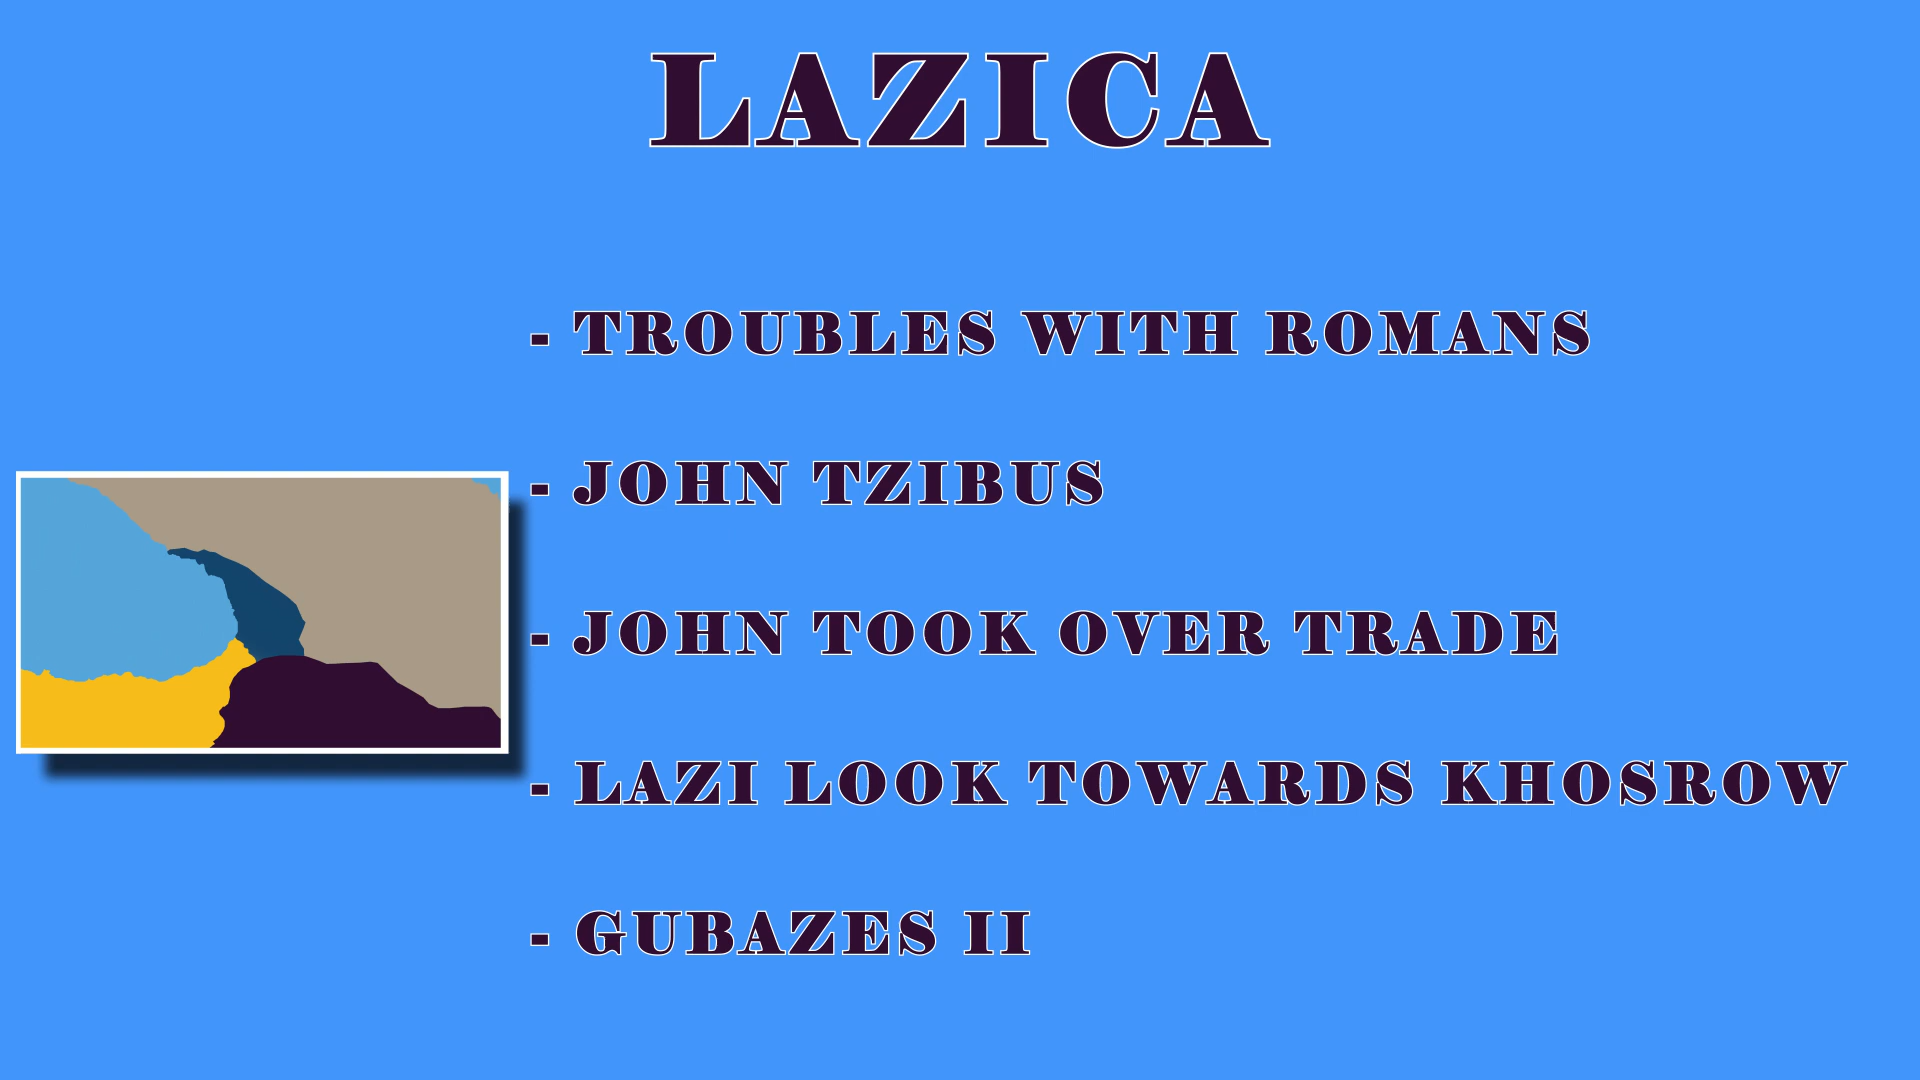 LAZICA
- TROUBLES WITH ROMANS
- JOHN TZIBUS
- JOHN TOOK OVER TRADE
- LAZI LOOK TOWARDS KHOSROW
- GUBAZES II